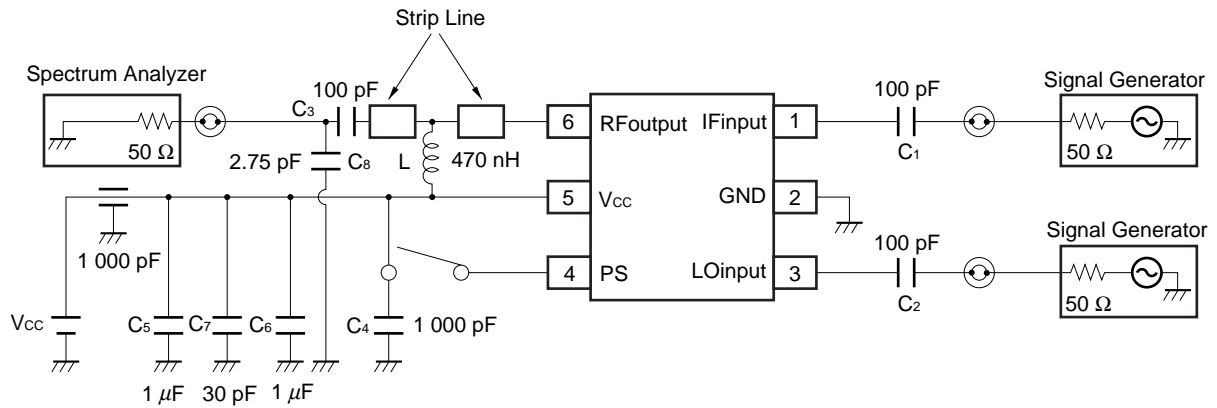 Strip Line
Spectrum Analyzer
50 Ω
100 pF
C3
2.75 pF
C8
L
470 nH
6
RFoutput
IFinput
1
5
VCC
GND
2
4
PS
LOinput
3
100 pF
C1
Signal Generator
50 Ω
100 pF
C2
Signal Generator
50 Ω
1 000 pF
VCC
C5
C7
C6
C4
1 000 pF
1 µF
30 pF
1 µF